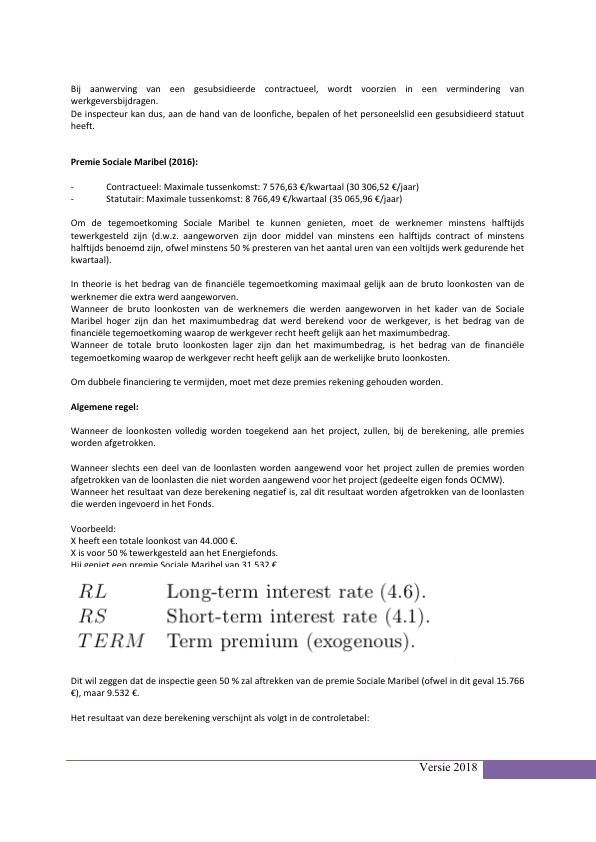 Bij aanwerving van een gesubsidieerde contractueel, wordt voorzien in een vermindering van
werkgeversbijdragen.
De inspecteur kan dus, aan de hand van de loonfiche, bepalen of het personeelslid een gesubsidieerd statuut
heeft.
Premie Sociale Maribel (2016):
- Contractueel: Maximale tussenkomst: 7 576,63 €/kwartaal (30 306,52 €/jaar)
- Statutair: Maximale tussenkomst: 8 766,49 €/kwartaal (35 065,96 €/jaar)
Om de tegemoetkoming Sociale Maribel te kunnen genieten, moet de werknemer minstens halftijds
tewerkgesteld zijn (d.w.z. aangeworven zijn door middel van minstens een halftijds contract of minstens
halftijds benoemd zijn, ofwel minstens 50 % presteren van het aantal uren van een voltijds werk gedurende het
kwartaal).
In theorie is het bedrag van de financiële tegemoetkoming maximaal gelijk aan de bruto loonkosten van de
werknemer die extra werd aangeworven.
Wanneer de bruto loonkosten van de werknemers die werden aangeworven in het kader van de Sociale
Maribel hoger zijn dan het maximumbedrag dat werd berekend voor de werkgever, is het bedrag van de
financiële tegemoetkoming waarop de werkgever recht heeft gelijk aan het maximumbedrag.
Wanneer de totale bruto loonkosten lager zijn dan het maximumbedrag, is het bedrag van de financiële
tegemoetkoming waarop de werkgever recht heeft gelijk aan de werkelijke bruto loonkosten.
Om dubbele financiering te vermijden, moet met deze premies rekening gehouden worden.
Algemene regel:
Wanneer de loonkosten volledig worden toegekend aan het project, zullen, bij de berekening, alle premies
worden afgetrokken.
Wanneer slechts een deel van de loonlasten worden aangewend voor het project zullen de premies worden
afgetrokken van de loonlasten die niet worden aangewend voor het project (gedeelte eigen fonds OCMW).
Wanneer het resultaat van deze berekening negatief is, zal dit resultaat worden afgetrokken van de loonlasten
die werden ingevoerd in het Fonds.
Voorbeeld:
X heeft een totale loonkost van 44.000 €.
X is voor 50 % tewerkgesteld aan het Energiefonds.
Hij geniet een premie Sociale Maribel van 31.532 €
RL Long-term interest rate (4.6).
RS Short-term interest rate (4.1).
TERM Term premium (exogenous).
Dit wil zeggen dat de inspectie geen 50 % zal aftrekken van de premie Sociale Maribel (ofwel in dit geval 15.766
€), maar 9.532 €.
Het resultaat van deze berekening verschijnt als volgt in de controletabel:
Versie 2018